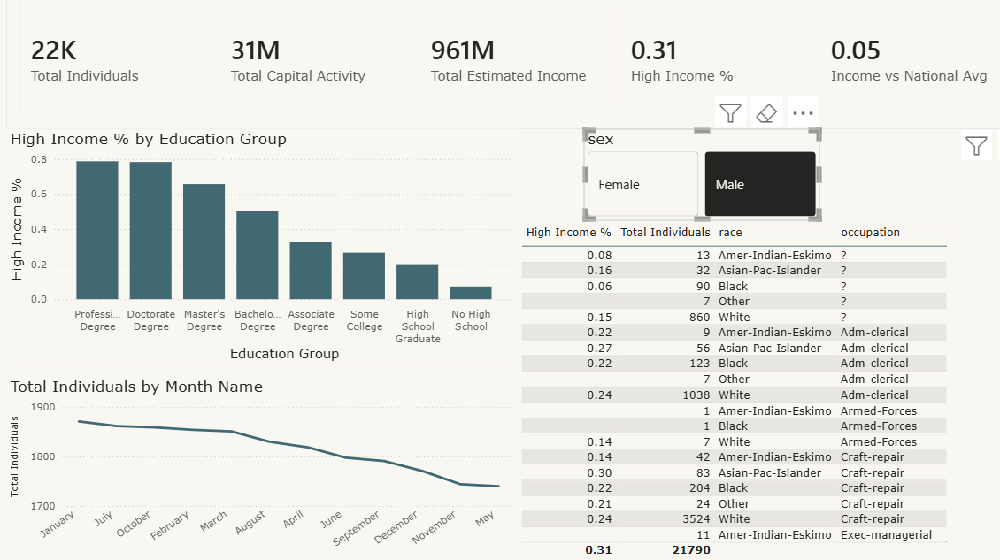 22K
Total Individuals
31M
Total Capital Activity
961M
Total Estimated Income
0.31
High Income %
0.05
Income vs National Avg
High Income % by Education Group
High Income %
0.8
0.6
0.4
0.2
0.0
Professi... Degree
Doctorate Degree
Master's Degree
Bachelo... Degree
Associate Degree
Some College
High School Graduate
No High School
Education Group
Total Individuals by Month Name
Total Individuals
1900
1800
1700
January
July
October
February
March
August
April
June
September
December
November
May
sex
Female
Male
High Income % Total Individuals race occupation
0.08 13 Amer-Indian-Eskimo ?
0.16 32 Asian-Pac-Islander ?
0.06 90 Black ?
7 Other ?
0.15 860 White ?
0.22 9 Amer-Indian-Eskimo Adm-clerical
0.27 56 Asian-Pac-Islander Adm-clerical
0.22 123 Black Adm-clerical
7 Other Adm-clerical
0.24 1038 White Adm-clerical
1 Amer-Indian-Eskimo Armed-Forces
1 Black Armed-Forces
0.14 7 White Armed-Forces
0.14 42 Amer-Indian-Eskimo Craft-repair
0.30 83 Asian-Pac-Islander Craft-repair
0.22 204 Black Craft-repair
0.21 24 Other Craft-repair
0.24 3524 White Craft-repair
11 Amer-Indian-Eskimo Exec-managerial
0.31 21790